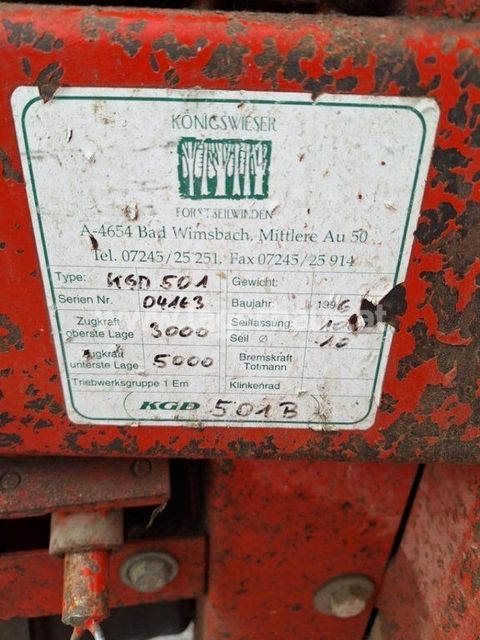 KÖNIGSWIESER
FORSTSEILWINDEN
A-4654 Bad Wimsbach, Mittlere Au 50
Tel. 07245/25 251, Fax 07245/25 914
Type: KGD 501 Gewicht:
Serien Nr. 04163 Baujahr: 1996
Zugkraft oberste Lage 3000 Seilfassung:
Seil Ø 10
Zugkraft unterste Lage 5000 Bremskraft Totmann
Triebwerksgruppe 1 Em Klinkenrad
KGD 501B